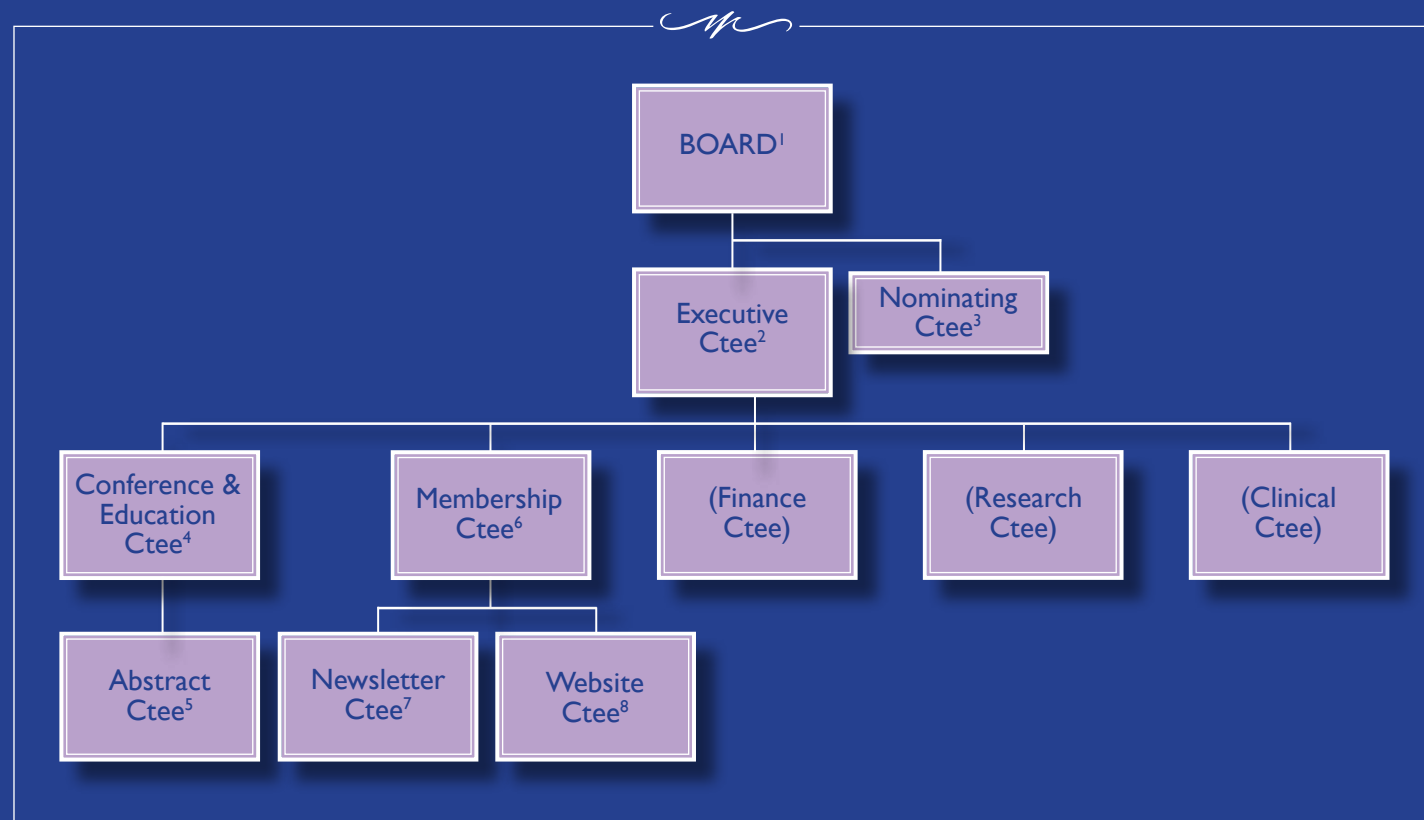 BOARD¹
Executive
Ctee²
Nominating
Ctee³
Conference &
Education
Ctee⁴
Membership
Ctee⁶
(Finance
Ctee)
(Research
Ctee)
(Clinical
Ctee)
Abstract
Ctee⁵
Newsletter
Ctee⁷
Website
Ctee⁸